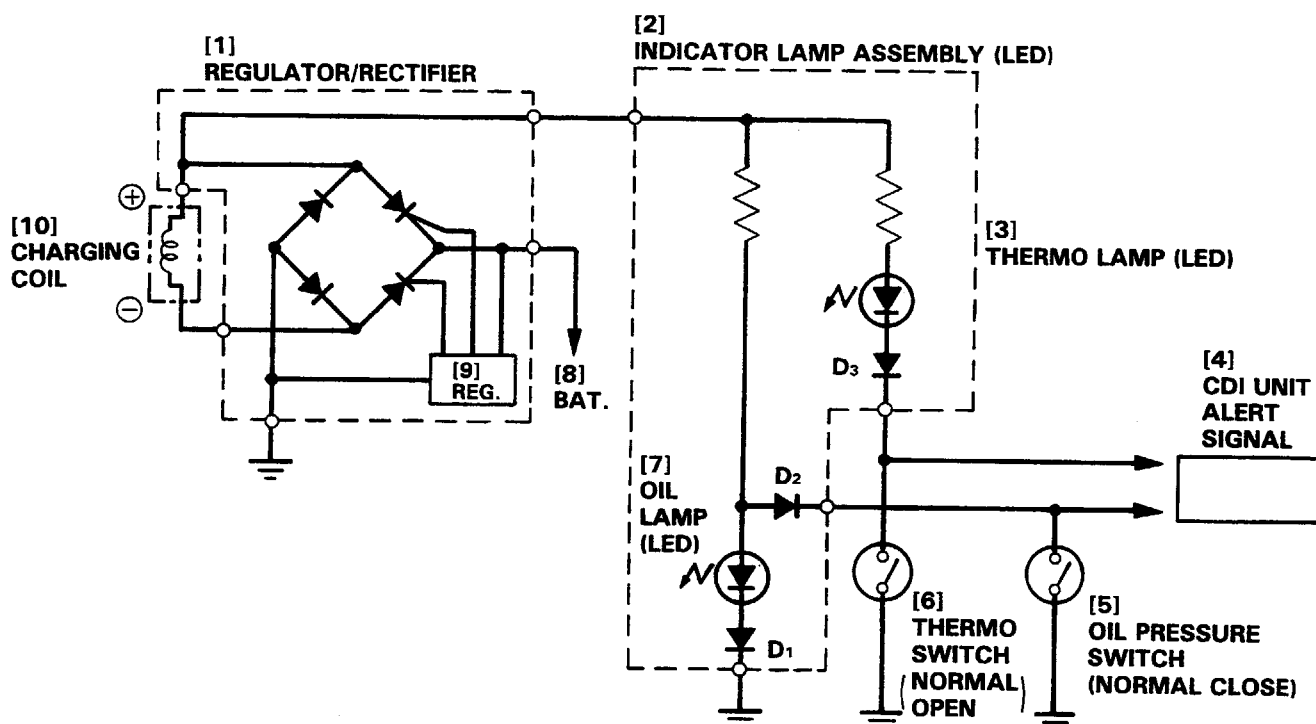 [1]
REGULATOR/RECTIFIER
[2]
INDICATOR LAMP ASSEMBLY (LED)
[10]
CHARGING
COIL
+
−
[9]
REG.
[8]
BAT.
[3]
THERMO LAMP (LED)
D3
[4]
CDI UNIT
ALERT
SIGNAL
[7]
OIL
LAMP
(LED)
D2
D1
[6]
THERMO
SWITCH
(NORMAL
OPEN)
[5]
OIL PRESSURE
SWITCH
(NORMAL CLOSE)